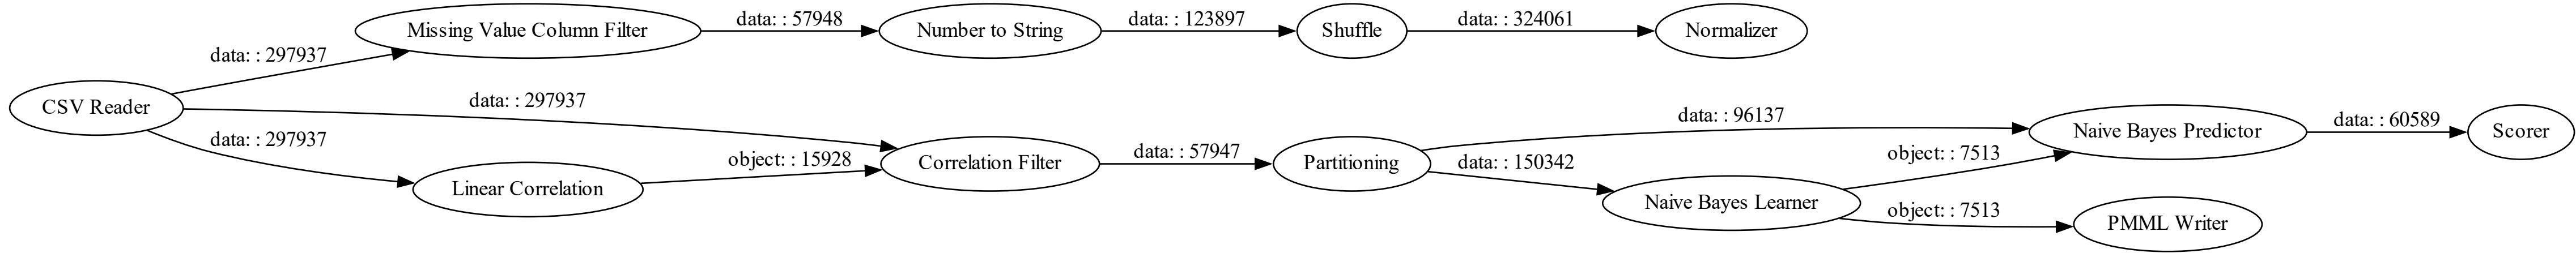 CSV Reader
data: : 297937
Missing Value Column Filter
data: : 57948
Number to String
data: : 123897
Shuffle
data: : 324061
Normalizer
data: : 297937
data: : 297937
Linear Correlation
object: : 15928
Correlation Filter
data: : 57947
Partitioning
data: : 96137
data: : 150342
Naive Bayes Learner
object: : 7513
object: : 7513
Naive Bayes Predictor
data: : 60589
Scorer
PMML Writer